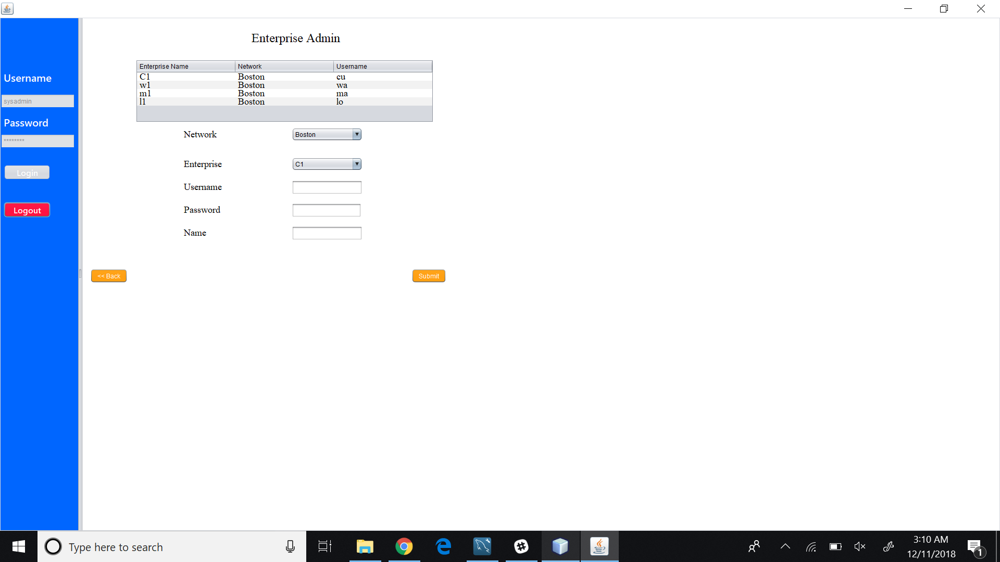 Enterprise Admin
Username
sysadmin
Password
********
Login
Logout
Enterprise Name Network Username
C1 Boston cu
w1 Boston wa
m1 Boston ma
l1 Boston lo
Network Boston
Enterprise C1
Username
Password
Name
<< Back
Submit
Type here to search
3:10 AM
12/11/2018
1